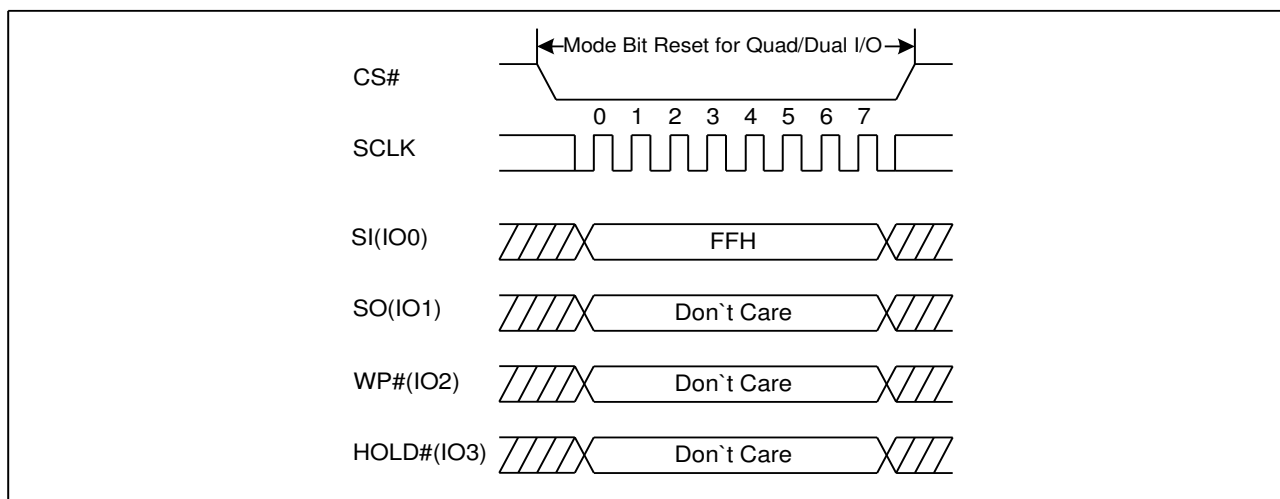 Mode Bit Reset for Quad/Dual I/O
CS#
0 1 2 3 4 5 6 7
SCLK
SI(IO0) FFH
SO(IO1) Don`t Care
WP#(IO2) Don`t Care
HOLD#(IO3) Don`t Care